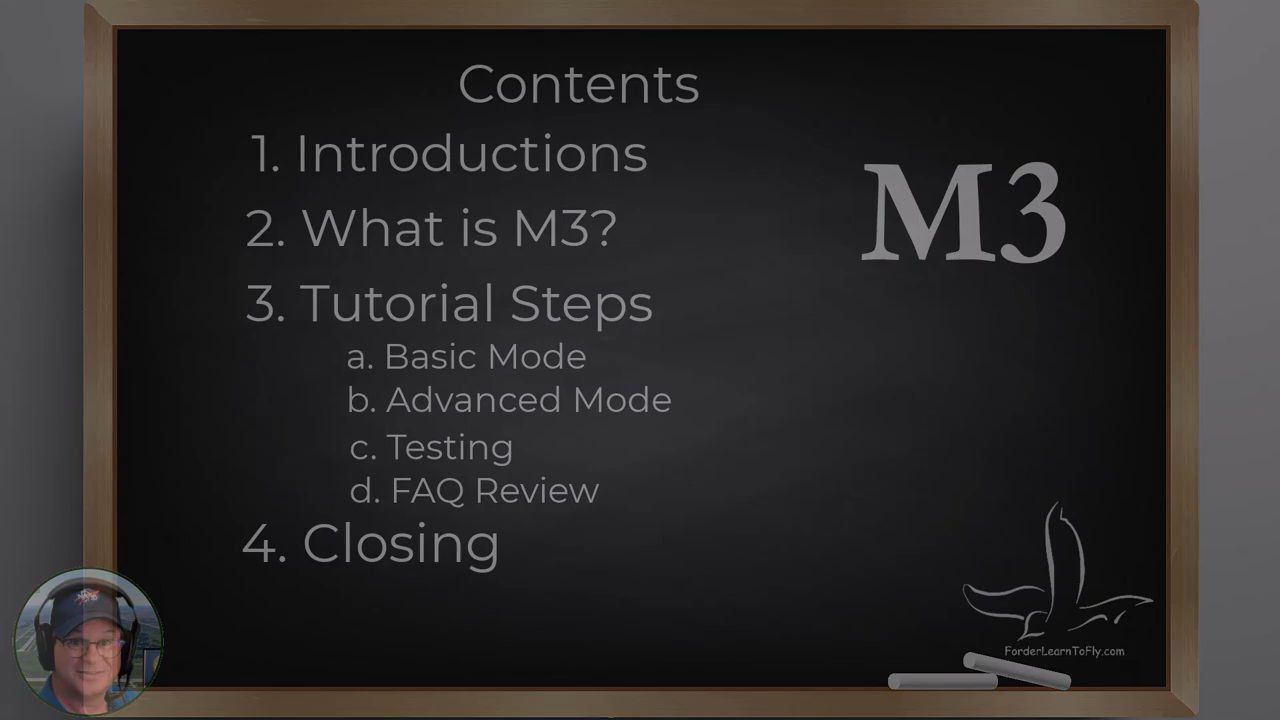 Contents
1. Introductions
2. What is M3?
3. Tutorial Steps
a. Basic Mode
b. Advanced Mode
c. Testing
d. FAQ Review
4. Closing
M3
ForderLearnToFly.com